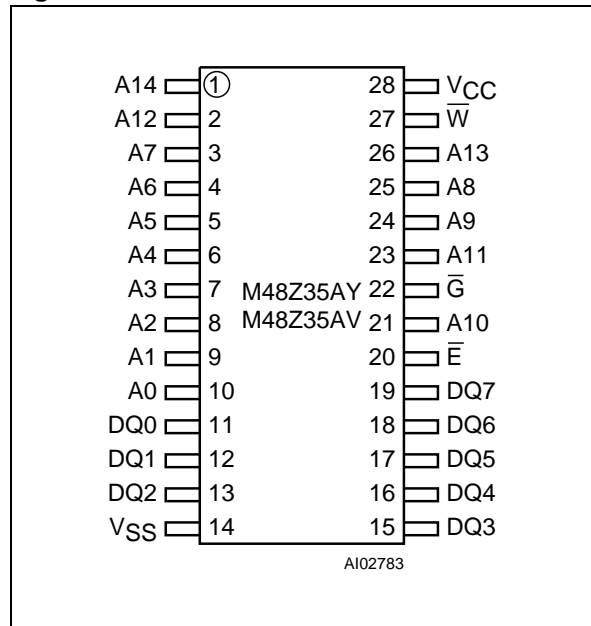 A14 1 28 VCC
A12 2 27 W̅
A7 3 26 A13
A6 4 25 A8
A5 5 24 A9
A4 6 23 A11
A3 7 M48Z35AY 22 G̅
A2 8 M48Z35AV 21 A10
A1 9 20 E̅
A0 10 19 DQ7
DQ0 11 18 DQ6
DQ1 12 17 DQ5
DQ2 13 16 DQ4
VSS 14 15 DQ3
AI02783